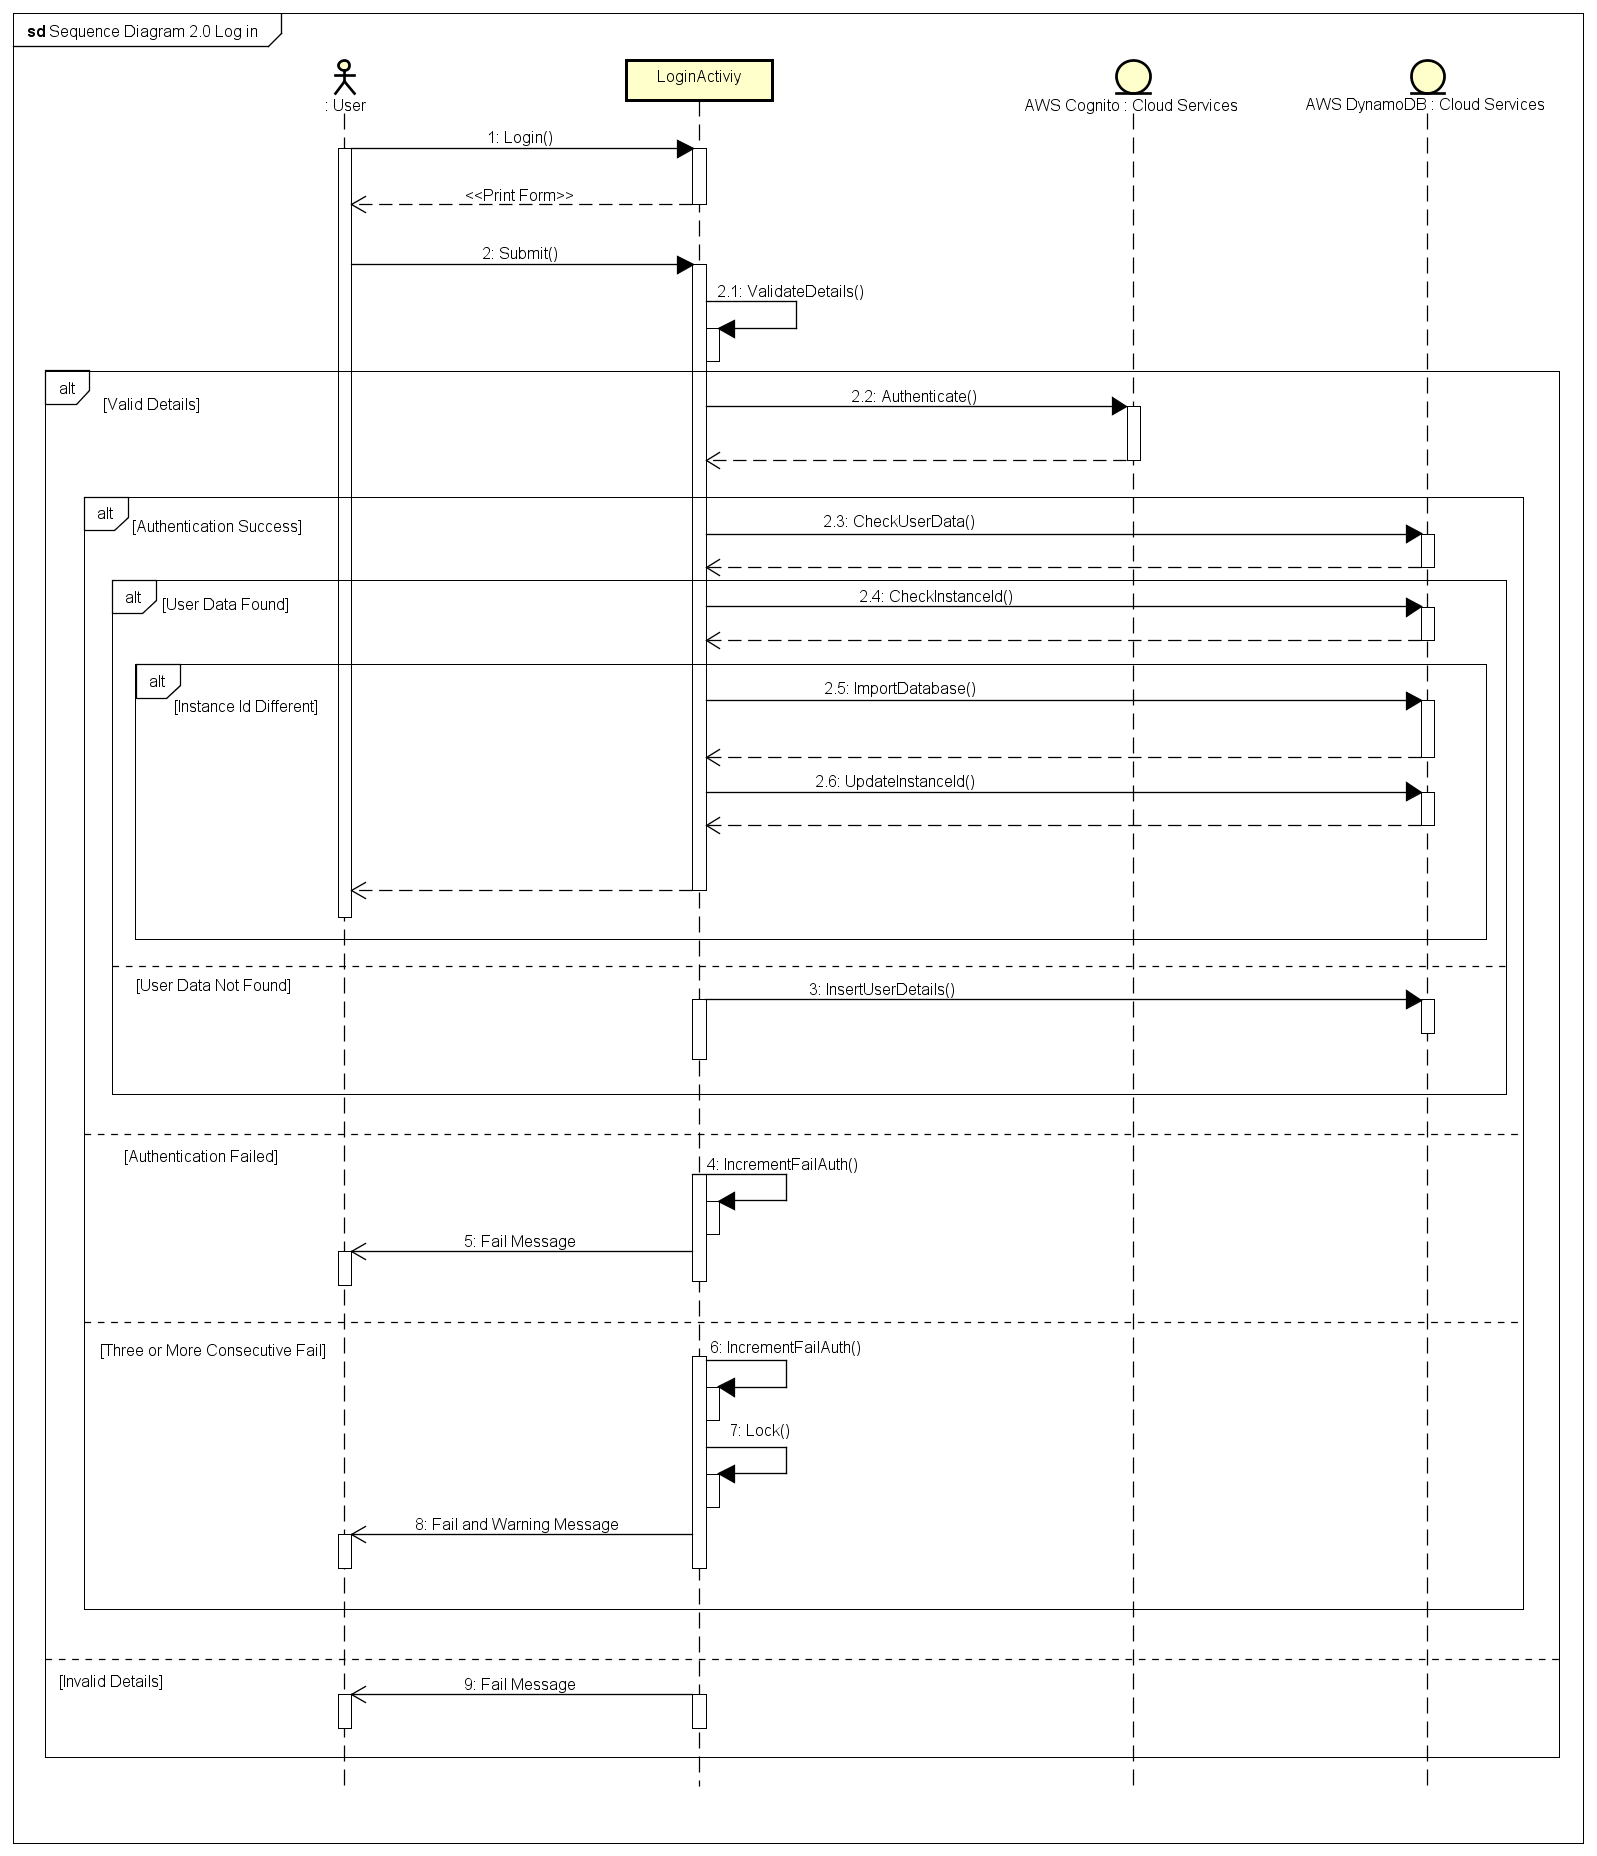 sd Sequence Diagram 2.0 Log in
: User
LoginActiviy
AWS Cognito : Cloud Services
AWS DynamoDB : Cloud Services
1: Login()
<<Print Form>>
2: Submit()
2.1: ValidateDetails()
alt
[Valid Details]
2.2: Authenticate()
alt
[Authentication Success]
2.3: CheckUserData()
alt
[User Data Found]
2.4: CheckInstanceId()
alt
[Instance Id Different]
2.5: ImportDatabase()
2.6: UpdateInstanceId()
[User Data Not Found]
3: InsertUserDetails()
[Authentication Failed]
4: IncrementFailAuth()
5: Fail Message
[Three or More Consecutive Fail]
6: IncrementFailAuth()
7: Lock()
8: Fail and Warning Message
[Invalid Details]
9: Fail Message